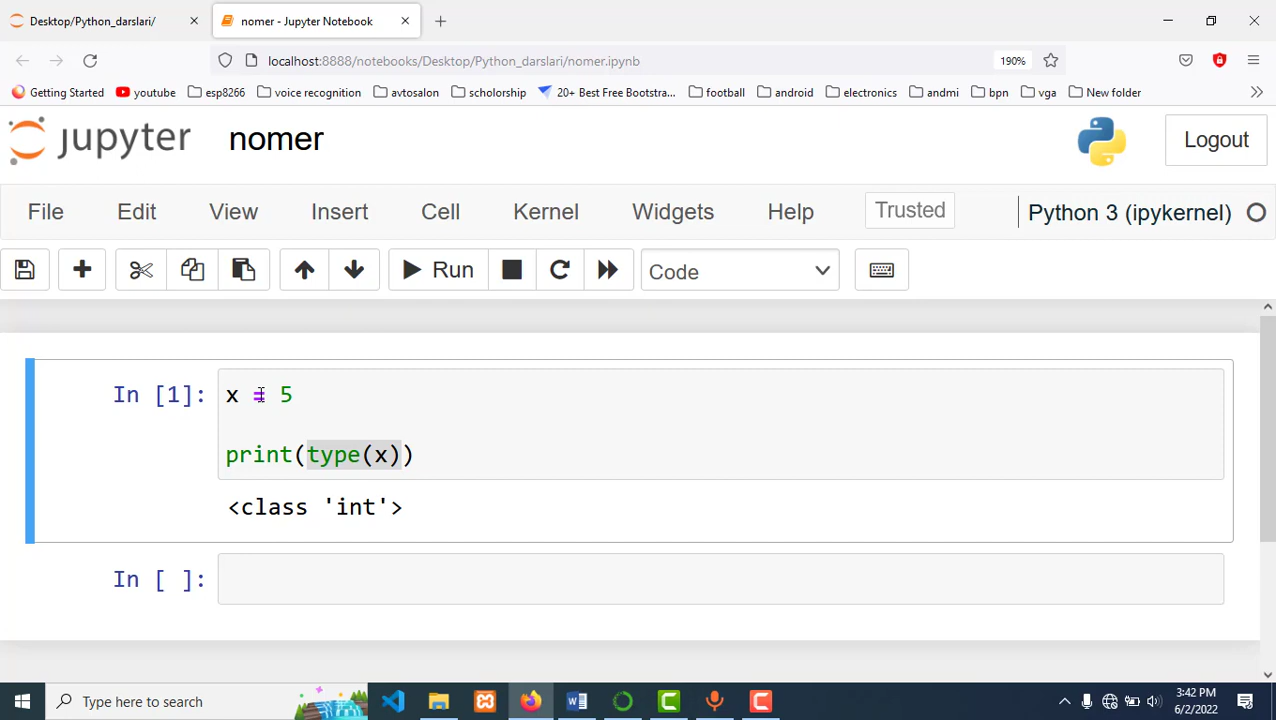 Desktop/Python_darslari/
nomer - Jupyter Notebook
localhost:8888/notebooks/Desktop/Python_darslari/nomer.ipynb
190%
Getting Started youtube esp8266 voice recognition avtosalon scholorship 20+ Best Free Bootstra... football android electronics andmi bpn vga New folder
jupyter nomer
Logout
File Edit View Insert Cell Kernel Widgets Help Trusted Python 3 (ipykernel)
Run Code
In [1]: x = 5
print(type(x))
<class 'int'>
In [ ]:
Type here to search
3:42 PM
6/2/2022